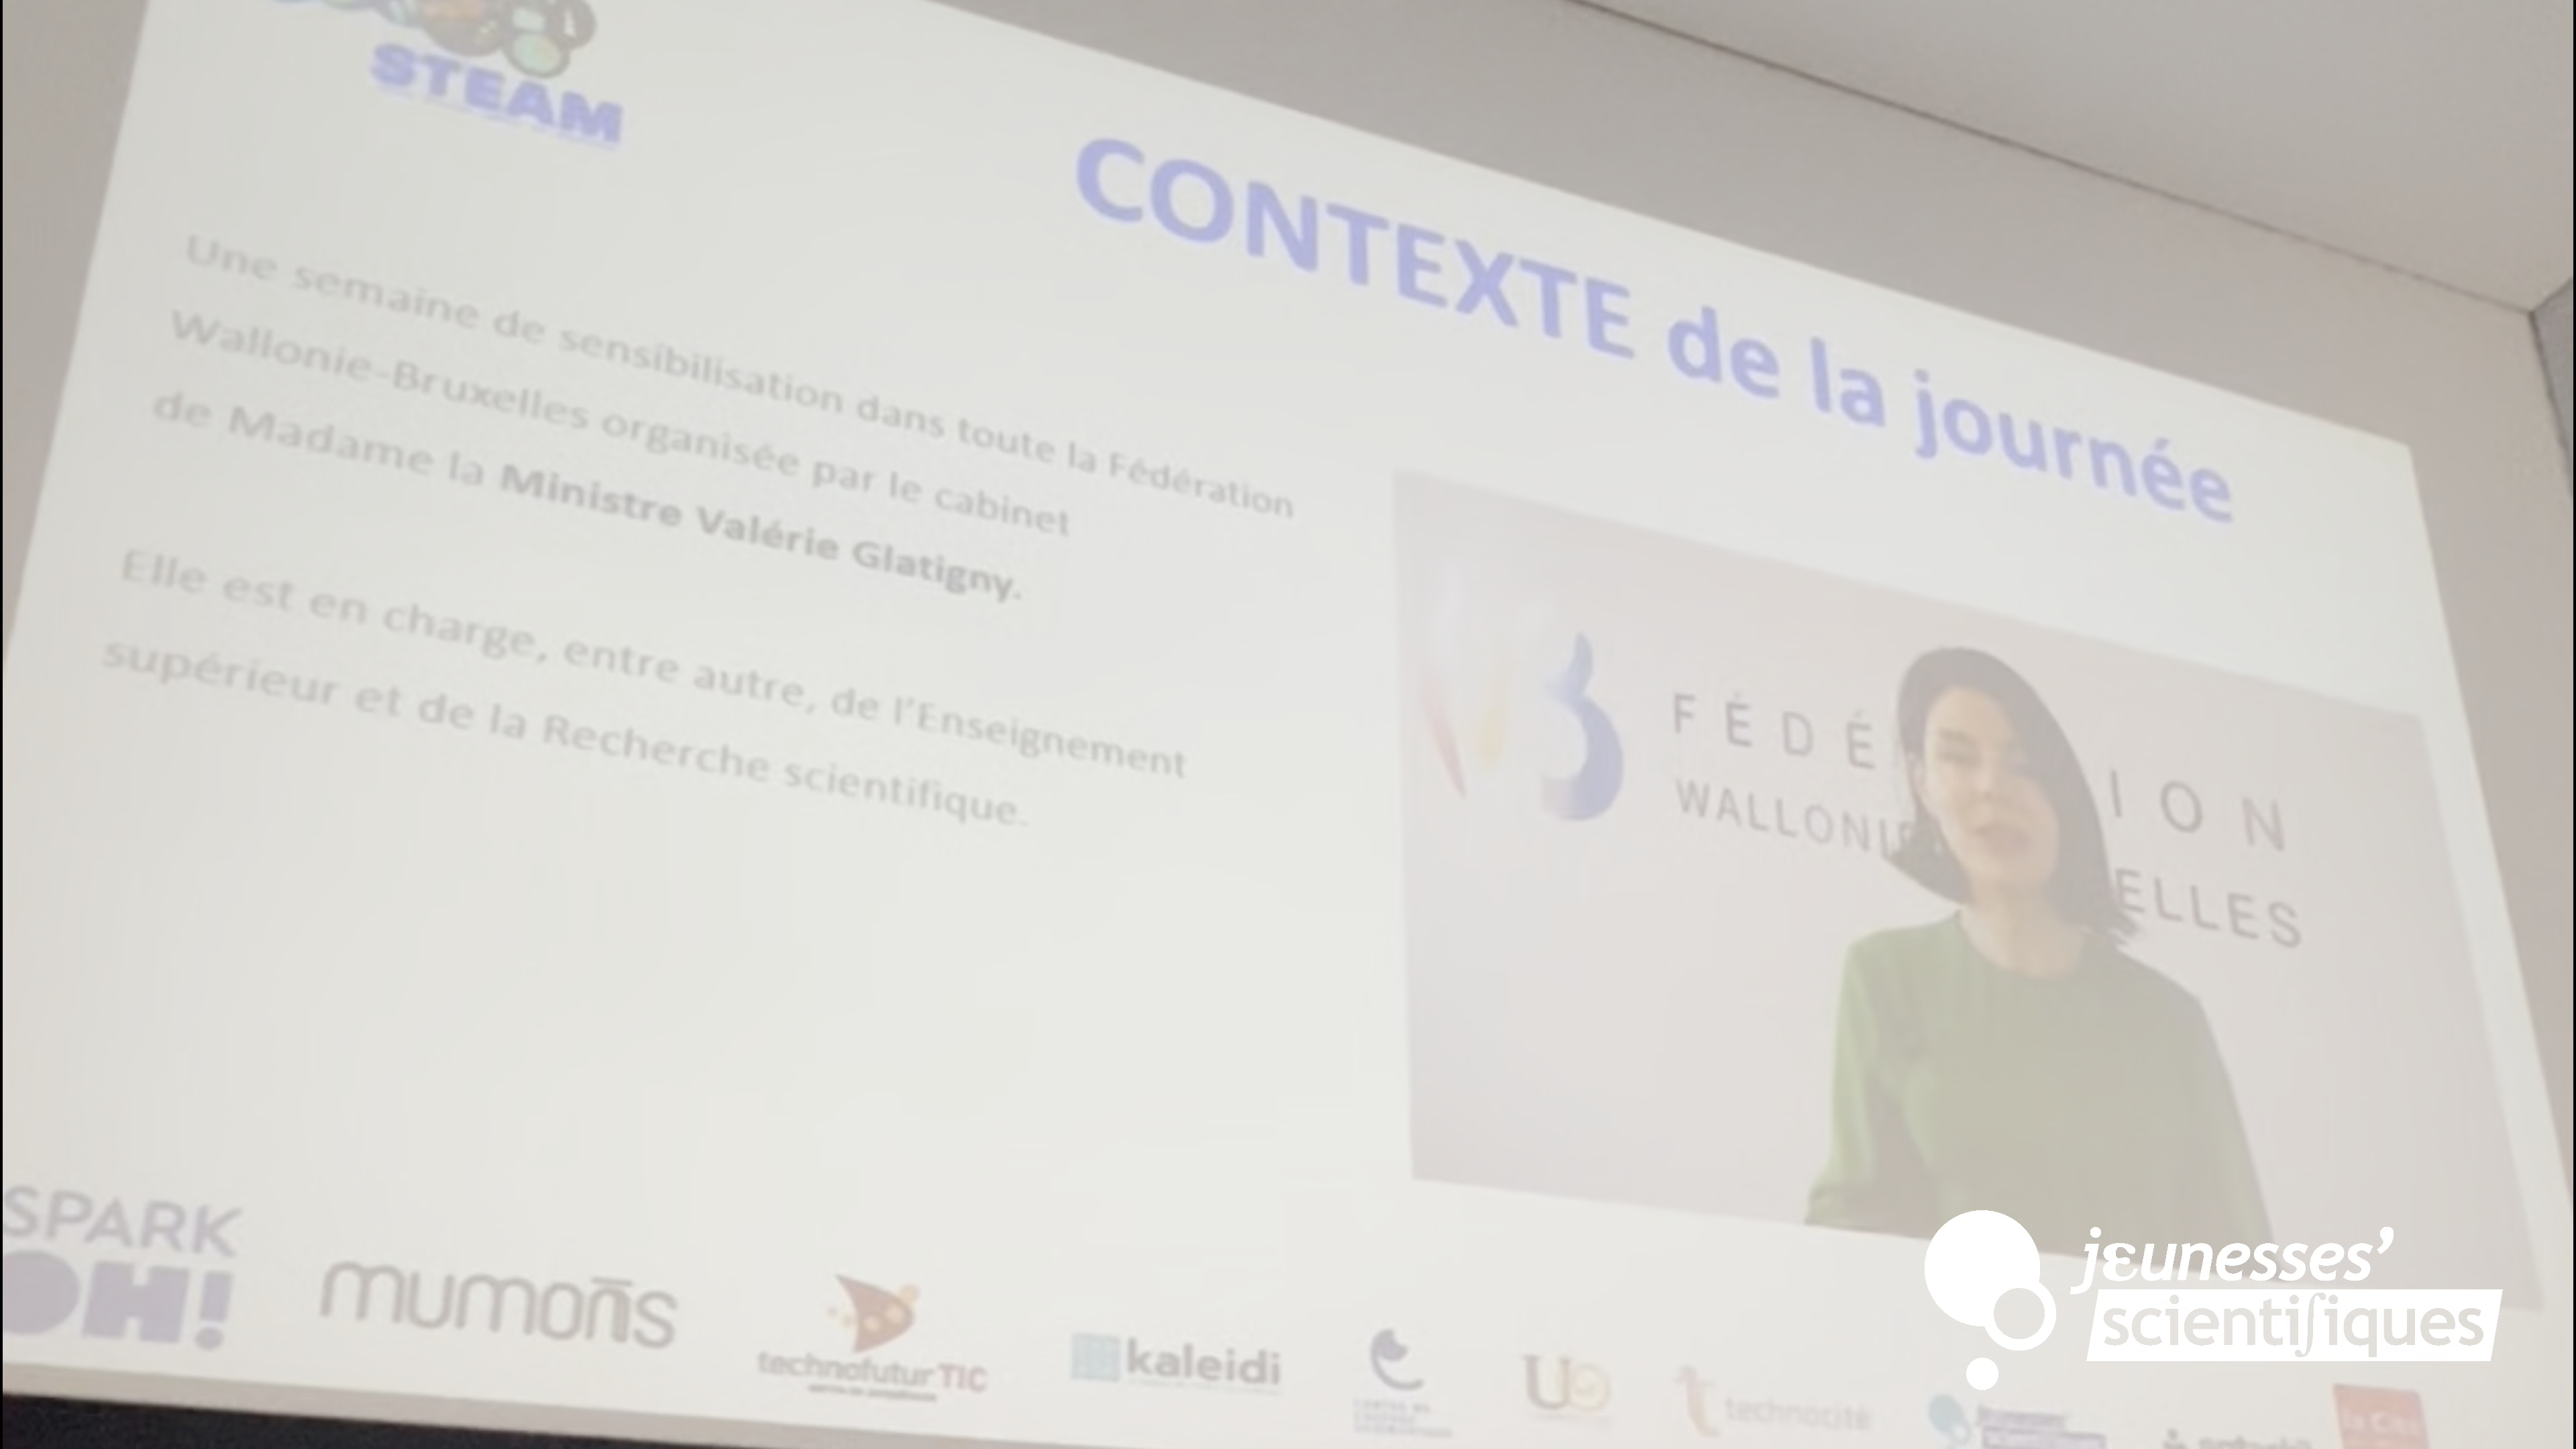 STEAM
CONTEXTE de la journée
Une semaine de sensibilisation dans toute la Fédération
Wallonie-Bruxelles organisée par le cabinet
de Madame la Ministre Valérie Glatigny.
Elle est en charge, entre autre, de l'Enseignement
supérieur et de la Recherche scientifique.
FÉDÉ ION
WALLONIE ELLES
SPARK
OH!
mumons
technofutur TIC
kaleidi
technocité
jeunesses'
scientifiques